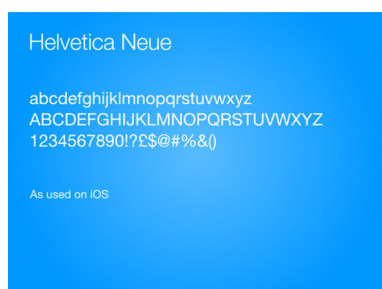 Helvetica Neue
abcdefghijklmnopqrstuvwxyz
ABCDEFGHIJKLMNOPQRSTUVWXYZ
1234567890!?£$@#%&()
As used on iOS